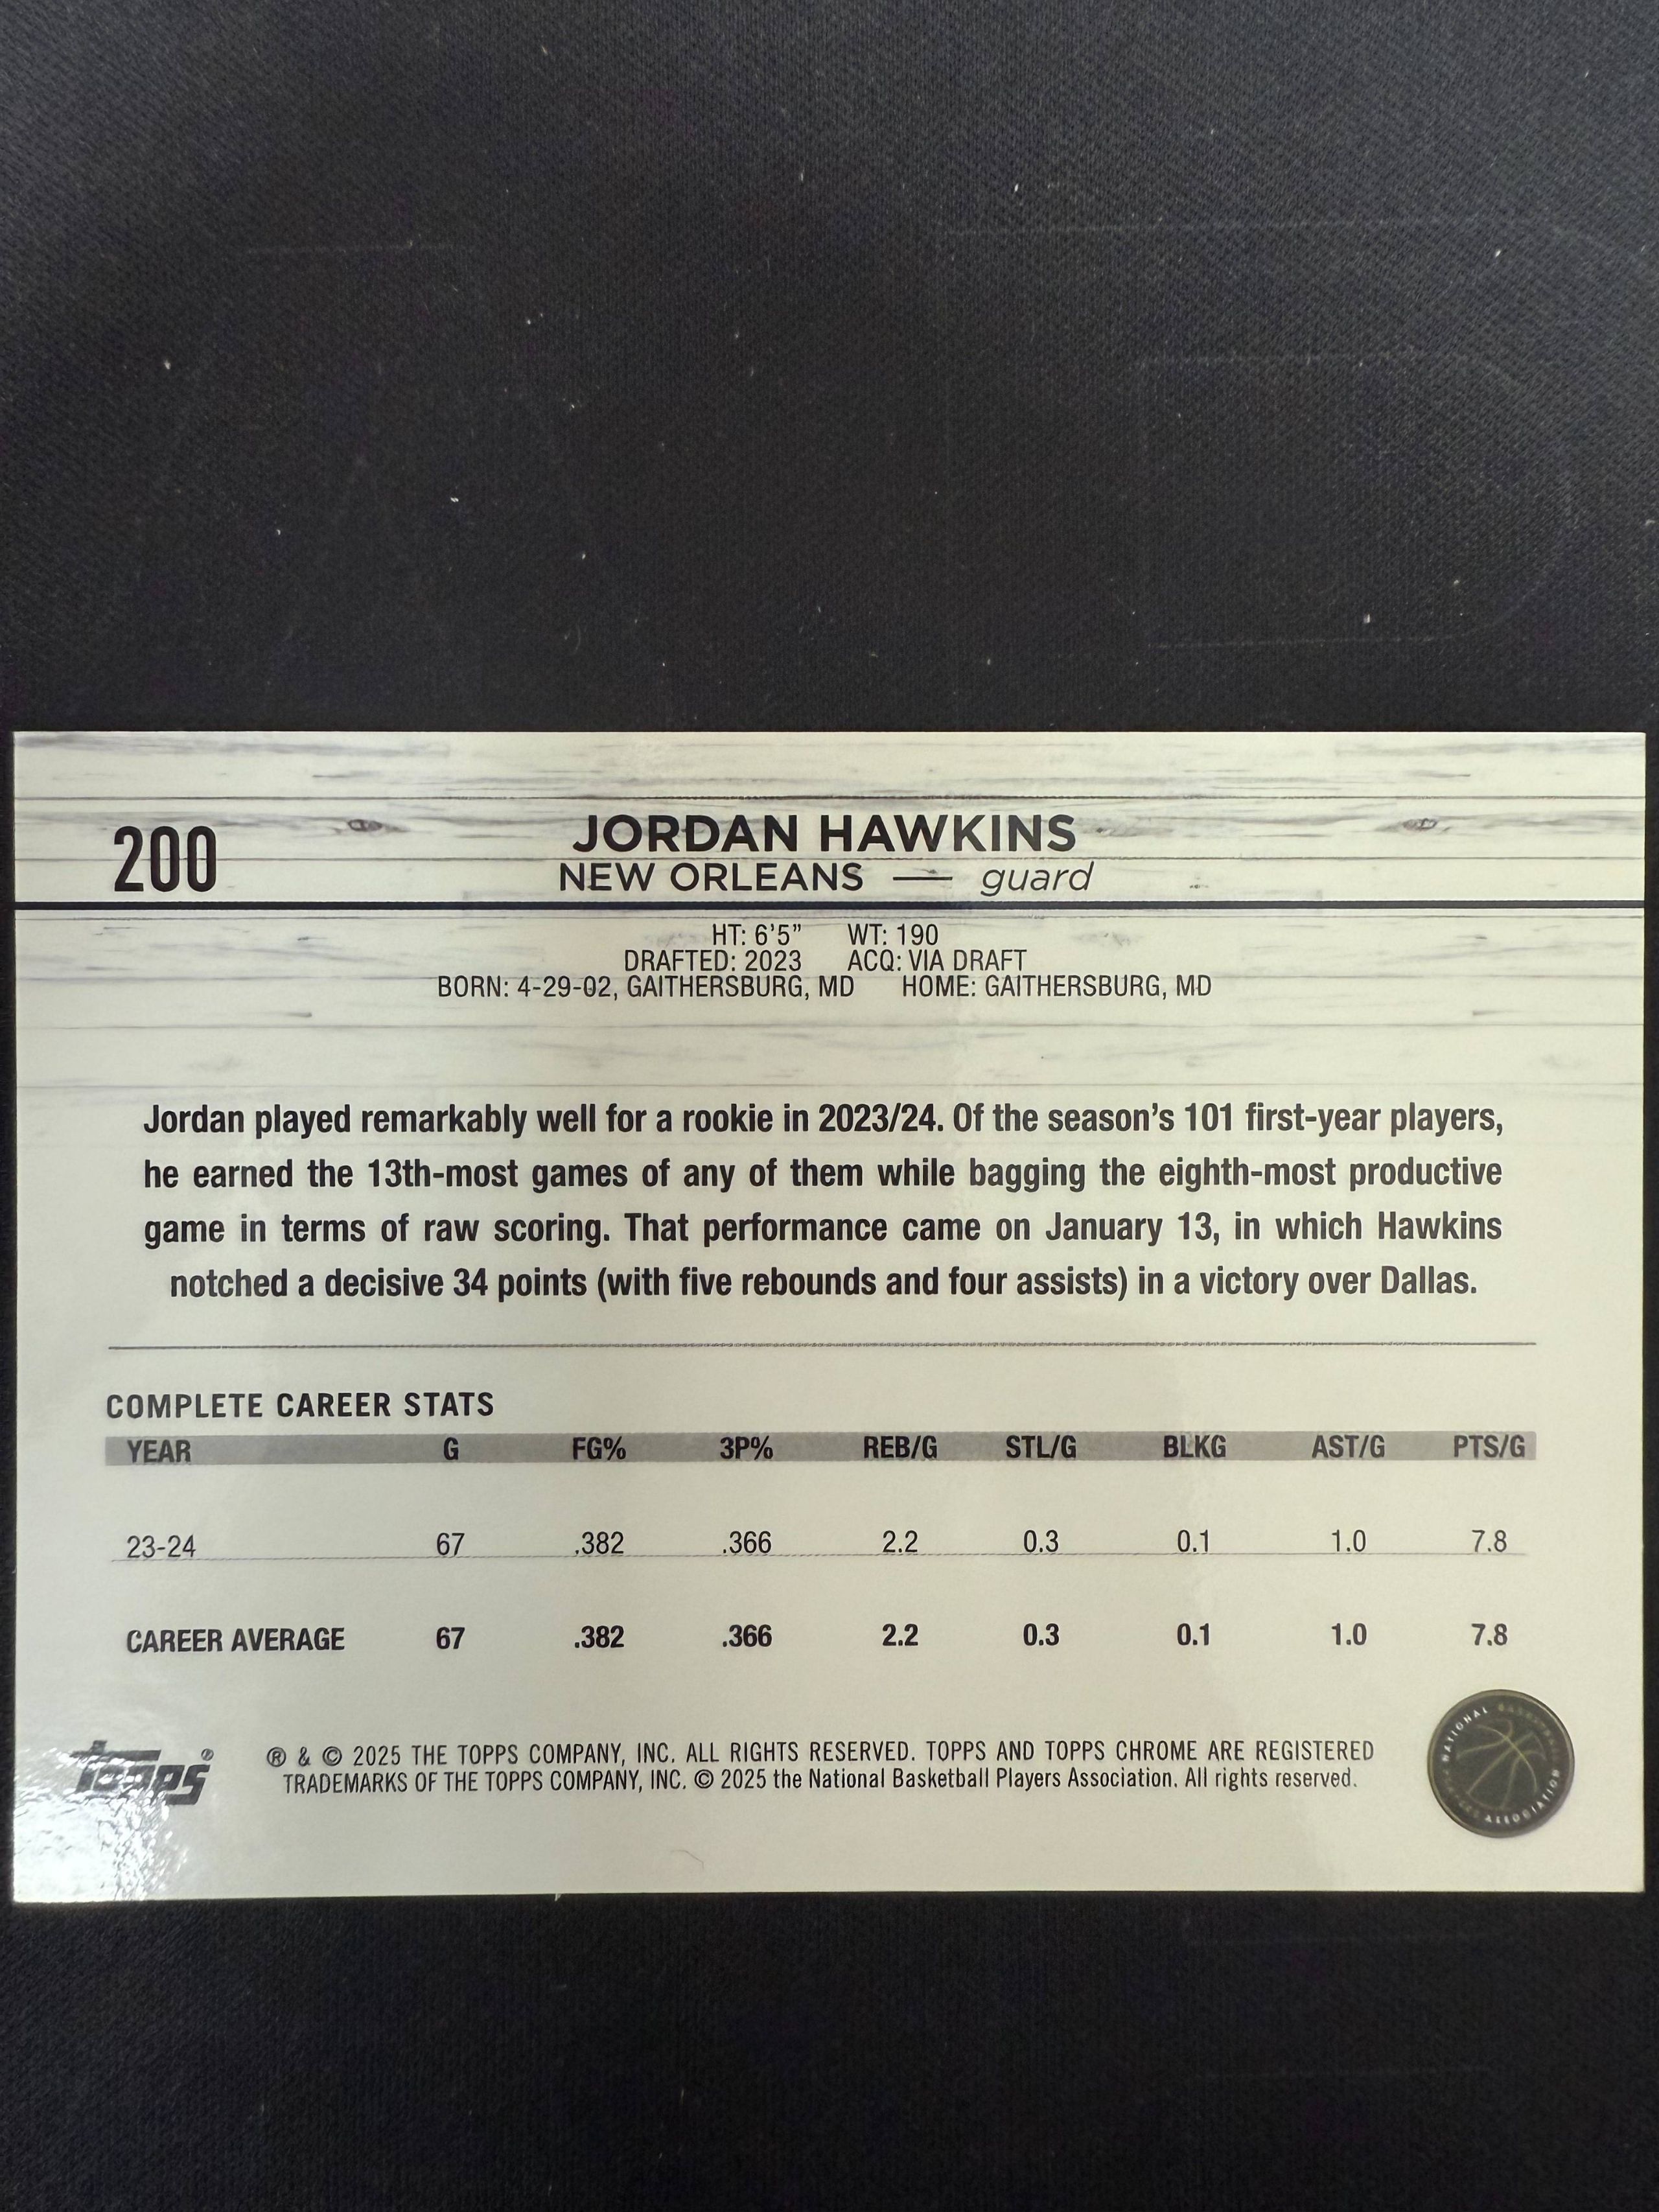 200
JORDAN HAWKINS
NEW ORLEANS — guard
HT: 6'5” WT: 190
DRAFTED: 2023 ACQ: VIA DRAFT
BORN: 4-29-02, GAITHERSBURG, MD HOME: GAITHERSBURG, MD
Jordan played remarkably well for a rookie in 2023/24. Of the season’s 101 first-year players,
he earned the 13th-most games of any of them while bagging the eighth-most productive
game in terms of raw scoring. That performance came on January 13, in which Hawkins
notched a decisive 34 points (with five rebounds and four assists) in a victory over Dallas.
COMPLETE CAREER STATS
YEAR G FG% 3P% REB/G STL/G BLKG AST/G PTS/G
23-24 67 .382 .366 2.2 0.3 0.1 1.0 7.8
CAREER AVERAGE 67 .382 .366 2.2 0.3 0.1 1.0 7.8
Topps®
® & © 2025 THE TOPPS COMPANY, INC. ALL RIGHTS RESERVED. TOPPS AND TOPPS CHROME ARE REGISTERED
TRADEMARKS OF THE TOPPS COMPANY, INC. © 2025 the National Basketball Players Association. All rights reserved.
NATIONAL BASKETBALL PLAYERS ASSOCIATION